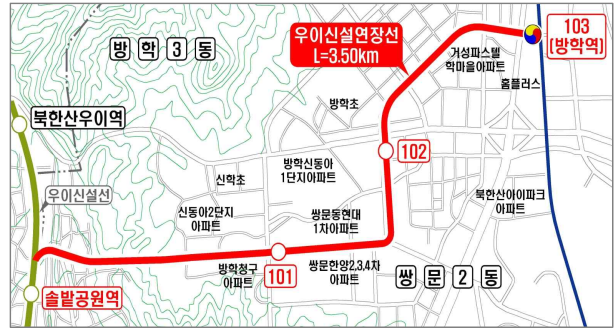 방학3동
우이신설연장선
L=3.50km
거성파스텔
학마을아파트
103
(방학역)
홈플러스
방학초
북한산우이역
102
방학신동아
1단지아파트
신학초
우이신설선
북한산아이파크
아파트
신동아2단지
아파트
쌍문동현대
1차아파트
101
방학청구
아파트
쌍문한양2,3,4차
아파트
쌍문2동
솔밭공원역